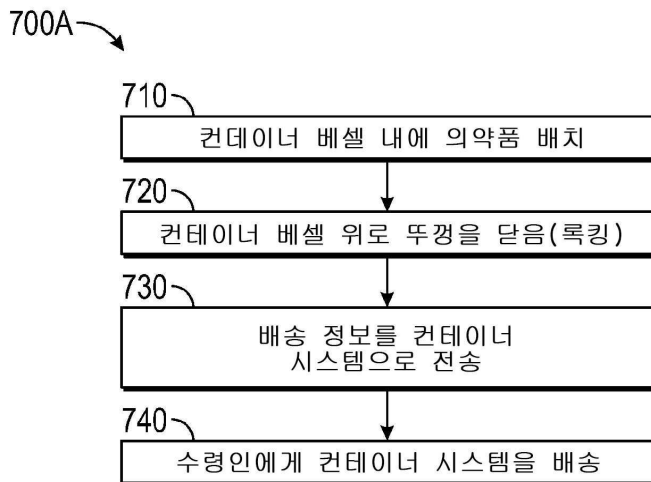 700A
710
컨데이너 베셀 내에 의약품 배치
720
컨테이너 베셀 위로 뚜껑을 닫음(록킹)
730
배송 정보를 컨테이너
시스템으로 전송
740
수령인에게 컨테이너 시스템을 배송